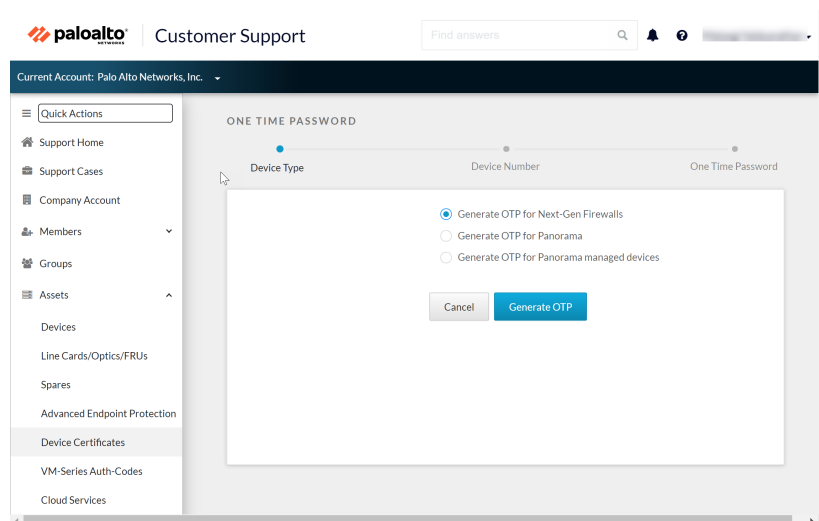 paloalto
NETWORKS
Customer Support
Find answers
Current Account: Palo Alto Networks, Inc.
Quick Actions
Support Home
Support Cases
Company Account
Members
Groups
Assets
Devices
Line Cards/Optics/FRUs
Spares
Advanced Endpoint Protection
Device Certificates
VM-Series Auth-Codes
Cloud Services
ONE TIME PASSWORD
Device Type
Device Number
One Time Password
Generate OTP for Next-Gen Firewalls
Generate OTP for Panorama
Generate OTP for Panorama managed devices
Cancel
Generate OTP